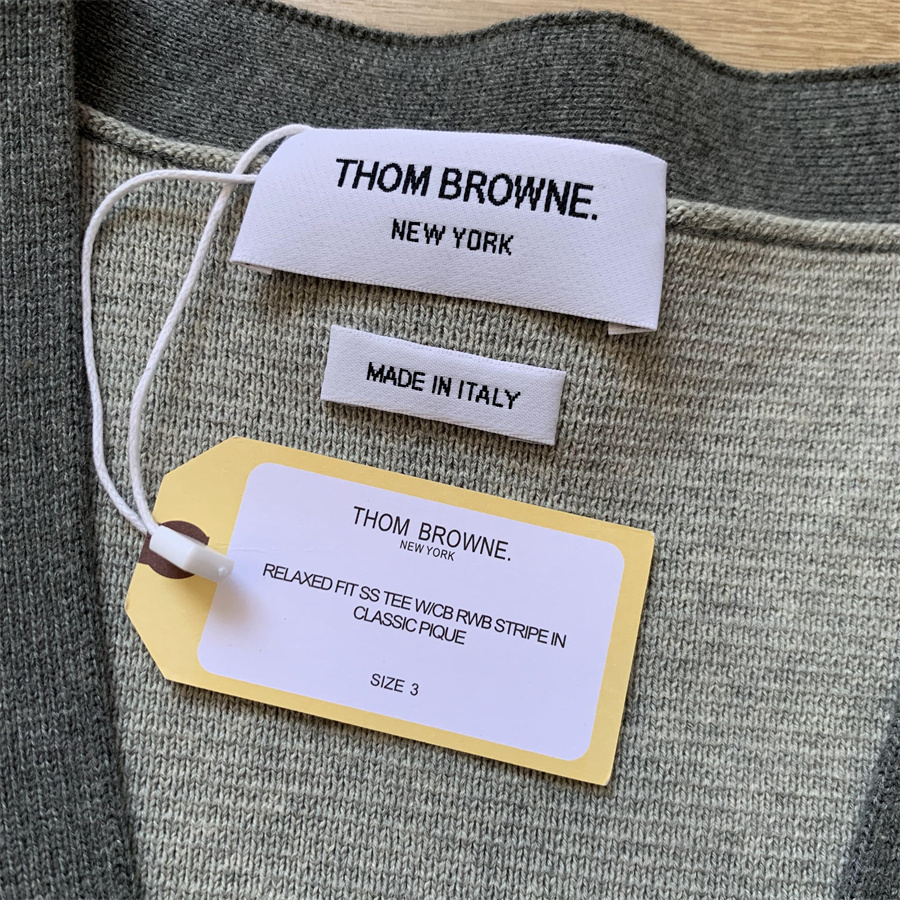 THOM BROWNE.
NEW YORK
MADE IN ITALY
THOM BROWNE.
NEW YORK
RELAXED FIT SS TEE W/CB RWB STRIPE IN
CLASSIC PIQUE
SIZE 3